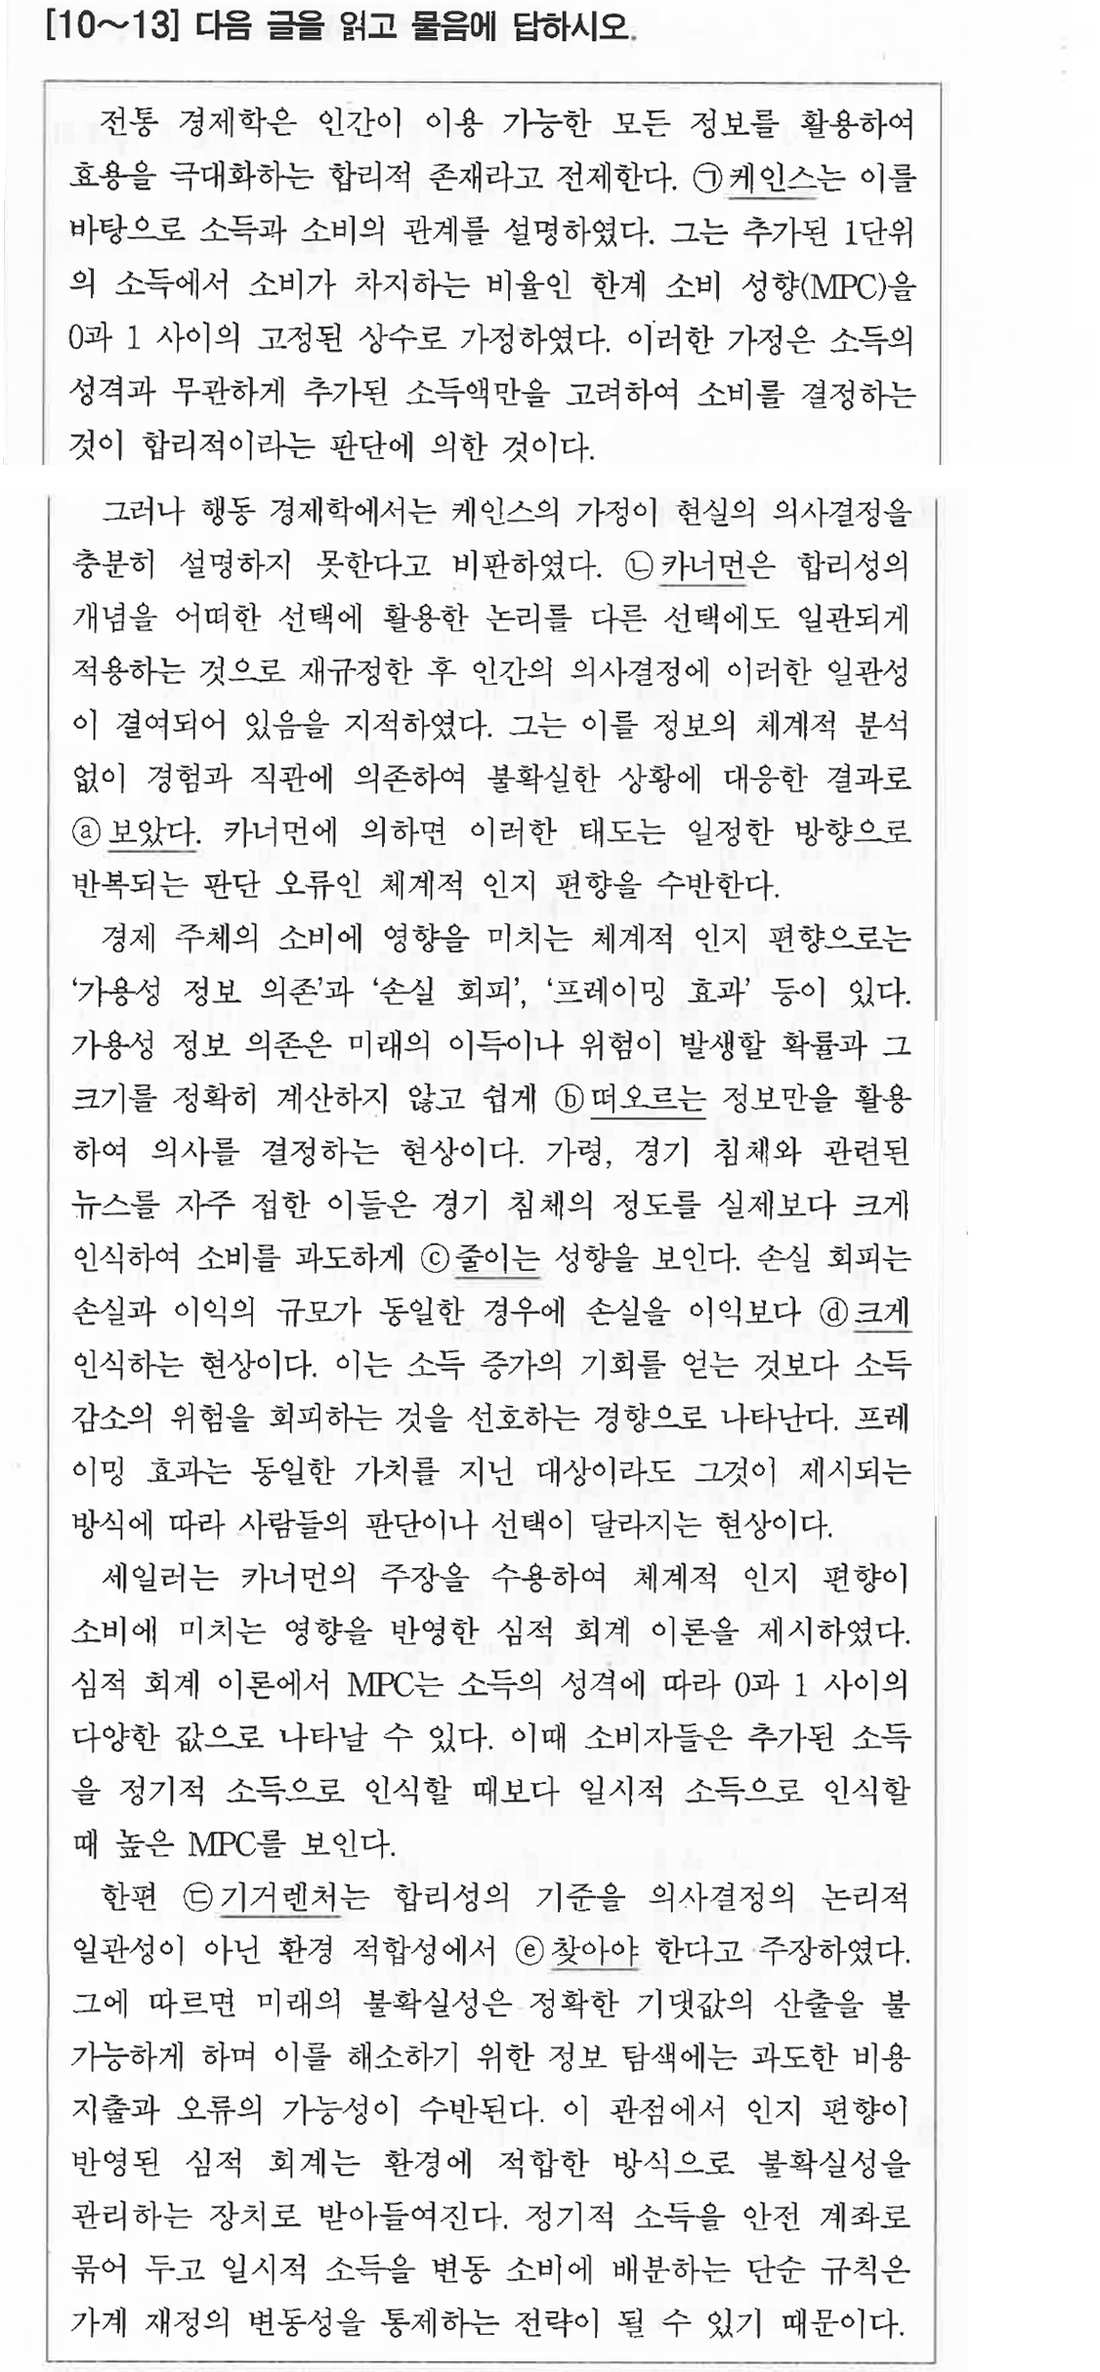 [10～13] 다음 글을 읽고 물음에 답하시오.
전통 경제학은 인간이 이용 가능한 모든 정보를 활용하여
효용을 극대화하는 합리적 존재라고 전제한다. ㉠케인스는 이를
바탕으로 소득과 소비의 관계를 설명하였다. 그는 추가된 1단위
의 소득에서 소비가 차지하는 비율인 한계 소비 성향(MPC)을
0과 1 사이의 고정된 상수로 가정하였다. 이러한 가정은 소득의
성격과 무관하게 추가된 소득액만을 고려하여 소비를 결정하는
것이 합리적이라는 판단에 의한 것이다.
그러나 행동 경제학에서는 케인스의 가정이 현실의 의사결정을
충분히 설명하지 못한다고 비판하였다. ㉡카너먼은 합리성의
개념을 어떠한 선택에 활용한 논리를 다른 선택에도 일관되게
적용하는 것으로 재규정한 후 인간의 의사결정에 이러한 일관성
이 결여되어 있음을 지적하였다. 그는 이를 정보의 체계적 분석
없이 경험과 직관에 의존하여 불확실한 상황에 대응한 결과로
ⓐ보았다. 카너먼에 의하면 이러한 태도는 일정한 방향으로
반복되는 판단 오류인 체계적 인지 편향을 수반한다.
경제 주체의 소비에 영향을 미치는 체계적 인지 편향으로는
‘가용성 정보 의존’과 ‘손실 회피’, ‘프레이밍 효과’ 등이 있다.
가용성 정보 의존은 미래의 이득이나 위험이 발생할 확률과 그
크기를 정확히 계산하지 않고 쉽게 ⓑ떠오르는 정보만을 활용
하여 의사를 결정하는 현상이다. 가령, 경기 침체와 관련된
뉴스를 자주 접한 이들은 경기 침체의 정도를 실제보다 크게
인식하여 소비를 과도하게 ⓒ줄이는 성향을 보인다. 손실 회피는
손실과 이익의 규모가 동일한 경우에 손실을 이익보다 ⓓ크게
인식하는 현상이다. 이는 소득 증가의 기회를 얻는 것보다 소득
감소의 위험을 회피하는 것을 선호하는 경향으로 나타난다. 프레
이밍 효과는 동일한 가치를 지닌 대상이라도 그것이 제시되는
방식에 따라 사람들의 판단이나 선택이 달라지는 현상이다.
세일러는 카너먼의 주장을 수용하여 체계적 인지 편향이
소비에 미치는 영향을 반영한 심적 회계 이론을 제시하였다.
심적 회계 이론에서 MPC는 소득의 성격에 따라 0과 1 사이의
다양한 값으로 나타날 수 있다. 이때 소비자들은 추가된 소득
을 정기적 소득으로 인식할 때보다 일시적 소득으로 인식할
때 높은 MPC를 보인다.
한편 ㉢기거렌처는 합리성의 기준을 의사결정의 논리적
일관성이 아닌 환경 적합성에서 ⓔ찾아야 한다고 주장하였다.
그에 따르면 미래의 불확실성은 정확한 기댓값의 산출을 불
가능하게 하며 이를 해소하기 위한 정보 탐색에는 과도한 비용
지출과 오류의 가능성이 수반된다. 이 관점에서 인지 편향이
반영된 심적 회계는 환경에 적합한 방식으로 불확실성을
관리하는 장치로 받아들여진다. 정기적 소득을 안전 계좌로
묶어 두고 일시적 소득을 변동 소비에 배분하는 단순 규칙은
가계 재정의 변동성을 통제하는 전략이 될 수 있기 때문이다.